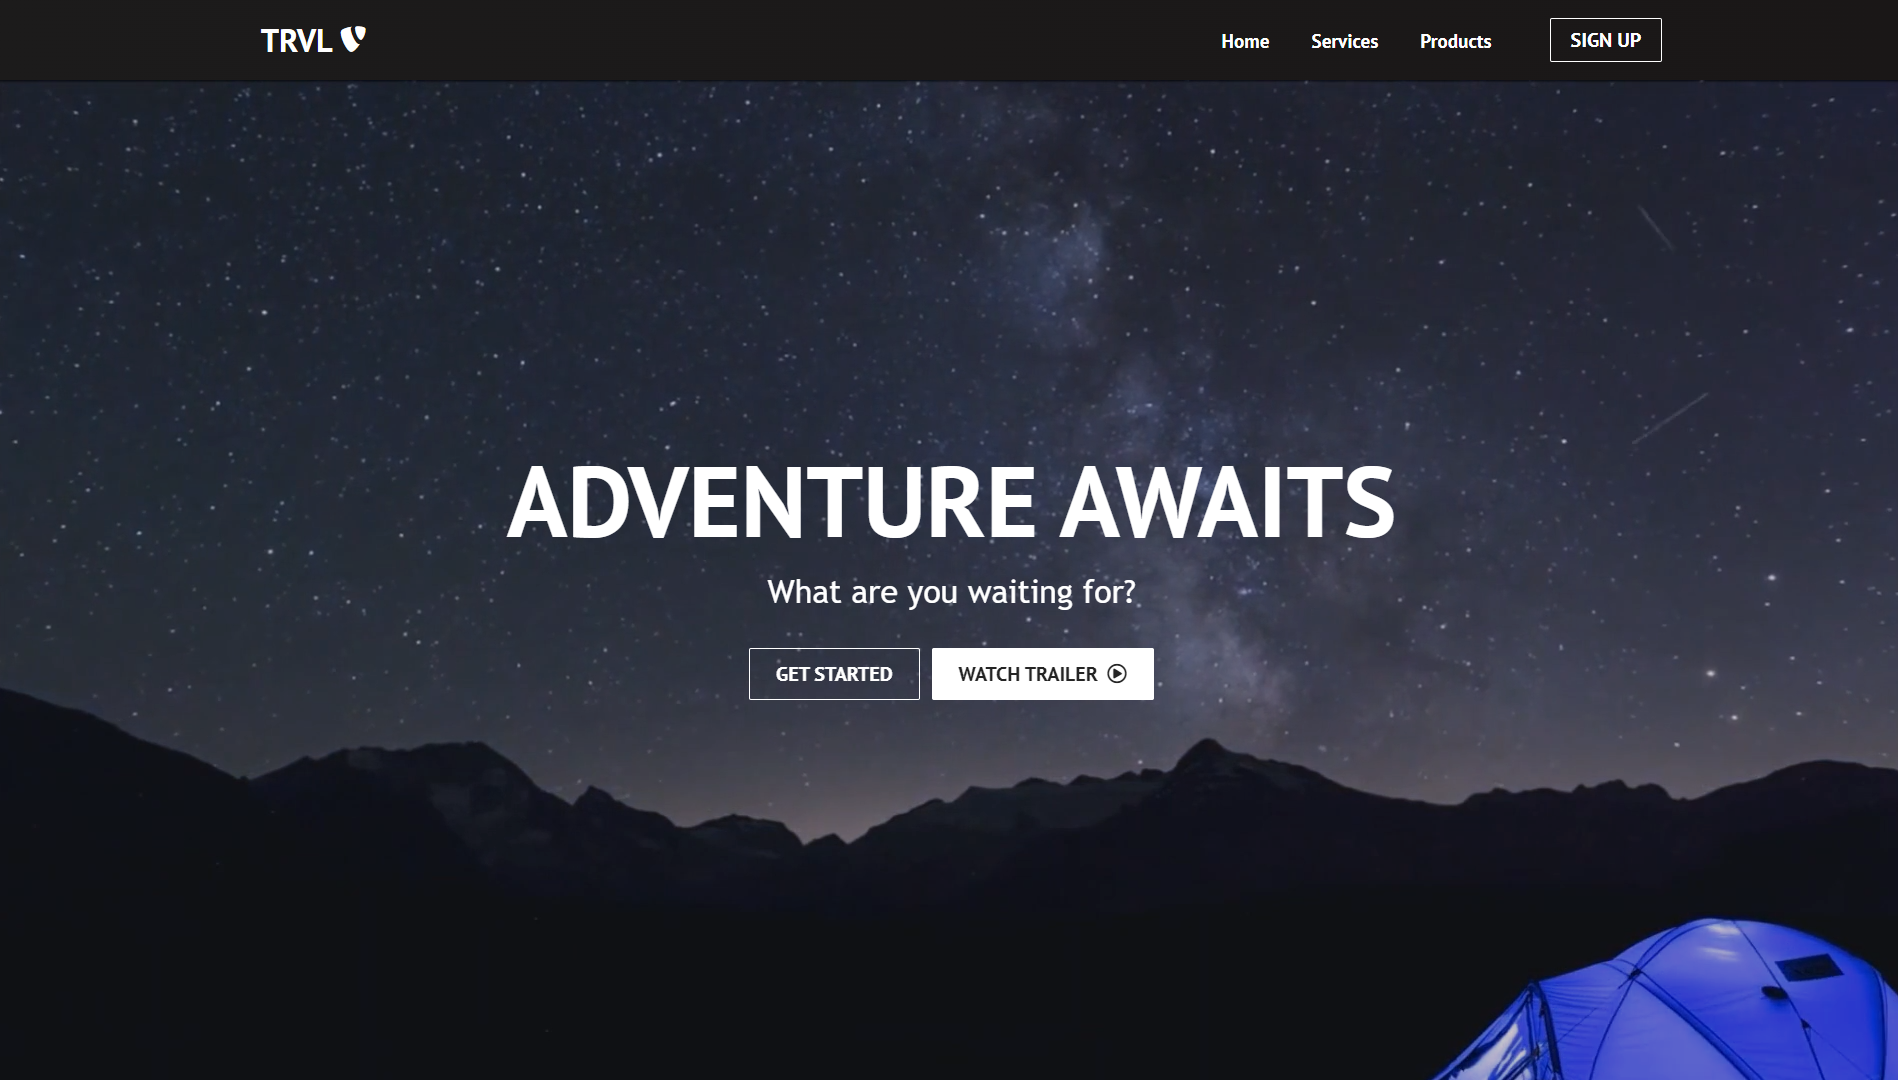 TRVL
Home
Services
Products
SIGN UP
ADVENTURE AWAITS
What are you waiting for?
GET STARTED
WATCH TRAILER